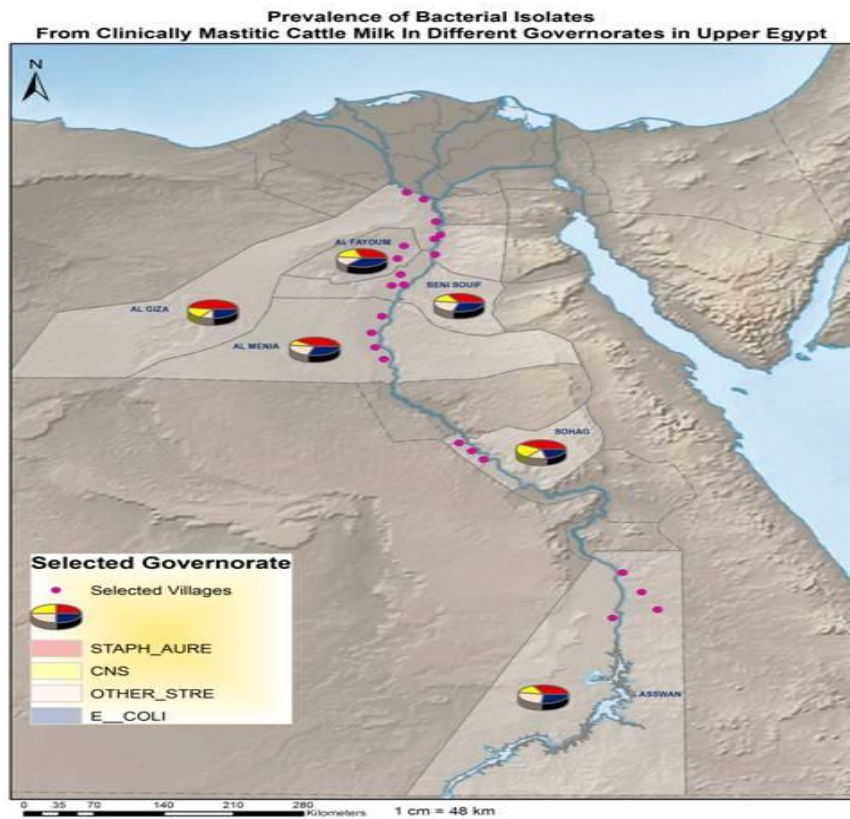 Prevalence of Bacterial Isolates
From Clinically Mastitic Cattle Milk In Different Governorates in Upper Egypt
N
AL FAYOUM
BENI SOUIF
AL GIZA
AL MENIA
SOHAG
ASSWAN
Selected Governorate
Selected Villages
STAPH_AURE
CNS
OTHER_STRE
E__COLI
0 35 70 140 210 280
Kilometers
1 cm = 48 km